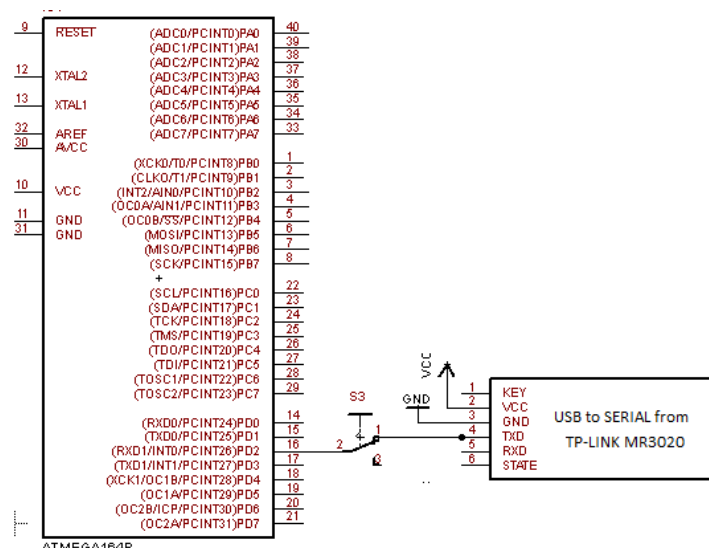 9 RESET (ADC0/PCINT0)PA0 40
(ADC1/PCINT1)PA1 39
(ADC2/PCINT2)PA2 38
12 XTAL2 (ADC3/PCINT3)PA3 37
(ADC4/PCINT4)PA4 36
13 XTAL1 (ADC5/PCINT5)PA5 35
(ADC6/PCINT6)PA6 34
32 AREF (ADC7/PCINT7)PA7 33
30 AVCC
(XCK0/T0/PCINT8)PB0 1
(CLKO/T1/PCINT9)PB1 2
10 VCC (INT2/AIN0/PCINT10)PB2 3
(OC0A/AIN1/PCINT11)PB3 4
11 GND (OC0B/SS/PCINT12)PB4 5
31 GND (MOSI/PCINT13)PB5 6
(MISO/PCINT14)PB6 7
(SCK/PCINT15)PB7 8
(SCL/PCINT16)PC0 22
(SDA/PCINT17)PC1 23
(TCK/PCINT18)PC2 24
(TMS/PCINT19)PC3 25
(TDO/PCINT20)PC4 26
(TDI/PCINT21)PC5 27
(TOSC1/PCINT22)PC6 28
(TOSC2/PCINT23)PC7 29
(RXD0/PCINT24)PD0 14
(TXD0/PCINT25)PD1 15
(RXD1/INT0/PCINT26)PD2 16
(TXD1/INT1/PCINT27)PD3 17
(XCK1/OC1B/PCINT28)PD4 18
(OC1A/PCINT29)PD5 19
(OC2B/ICP/PCINT30)PD6 20
(OC2A/PCINT31)PD7 21
ATMEGA164P
S3
2 1
3
VCC
GND
1 KEY
2 VCC
3 GND
4 TXD
5 RXD
6 STATE
USB to SERIAL from
TP-LINK MR3020